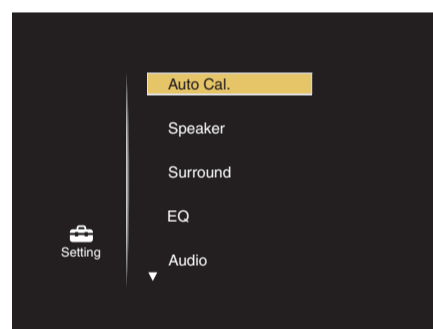 Auto Cal.
Speaker
Surround
EQ
Setting
Audio